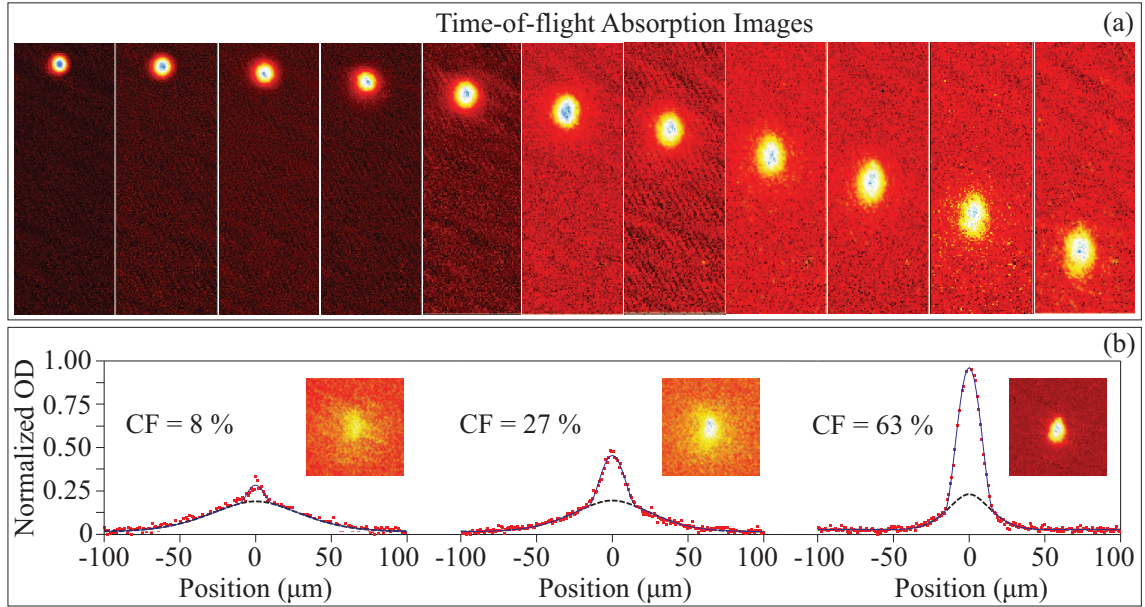 Time-of-flight Absorption Images
(a)
(b)
Normalized OD
1.00
0.75
0.50
0.25
0
CF = 8 %
CF = 27 %
CF = 63 %
-100 -50 0 50 100
-100 -50 0 50 100
-100 -50 0 50 100
Position (μm)
Position (μm)
Position (μm)